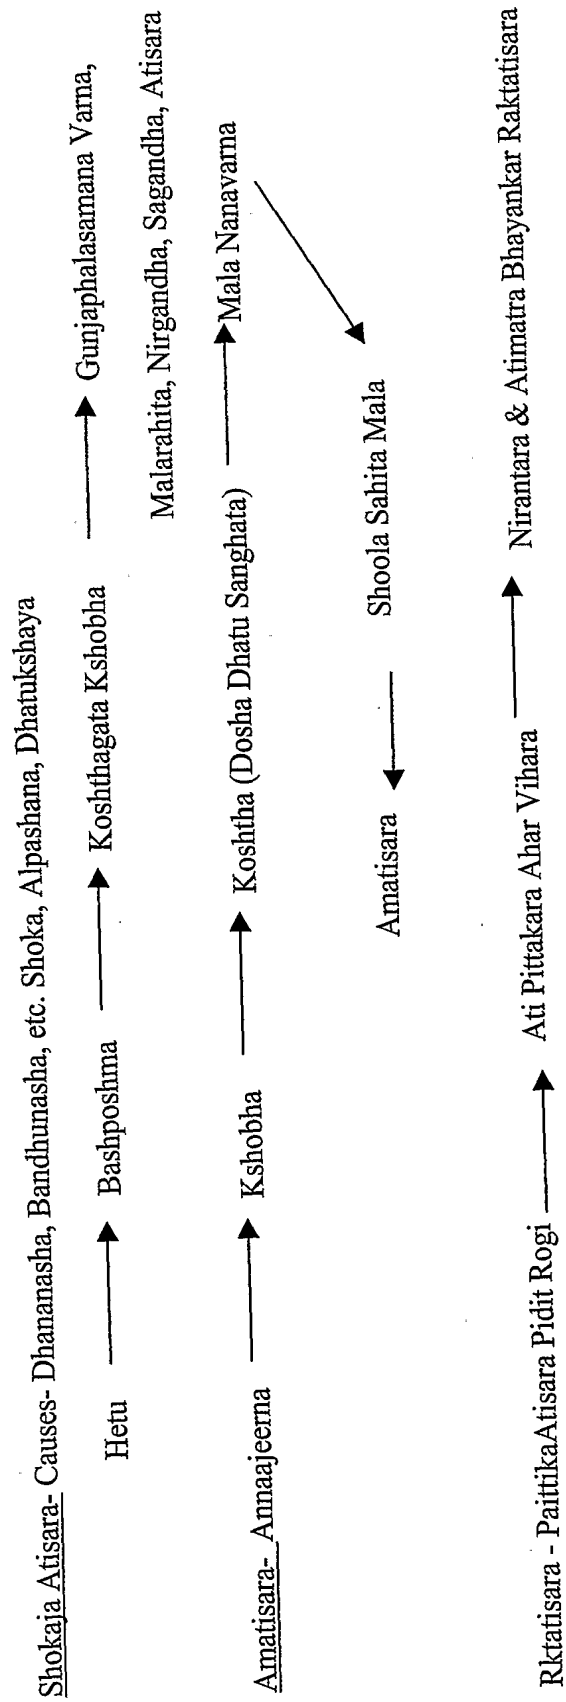 Shokaja Atisara- Causes- Dhananasha, Bandhunasha, etc. Shoka, Alpashana, Dhatukshaya
Hetu Bashposhma Koshthagata Kshobha Gunjaphalasamana Varna,
Malarahita, Nirgandha, Sagandha, Atisara
Amatisara- Annaajeerna Kshobha Koshtha (Dosha Dhatu Sanghata) Mala Nanavarna
Amatisara Shoola Sahita Mala
Rktatisara - PaittikaAtisara Pidit Rogi Ati Pittakara Ahar Vihara Nirantara & Atimatra Bhayankar Raktatisara